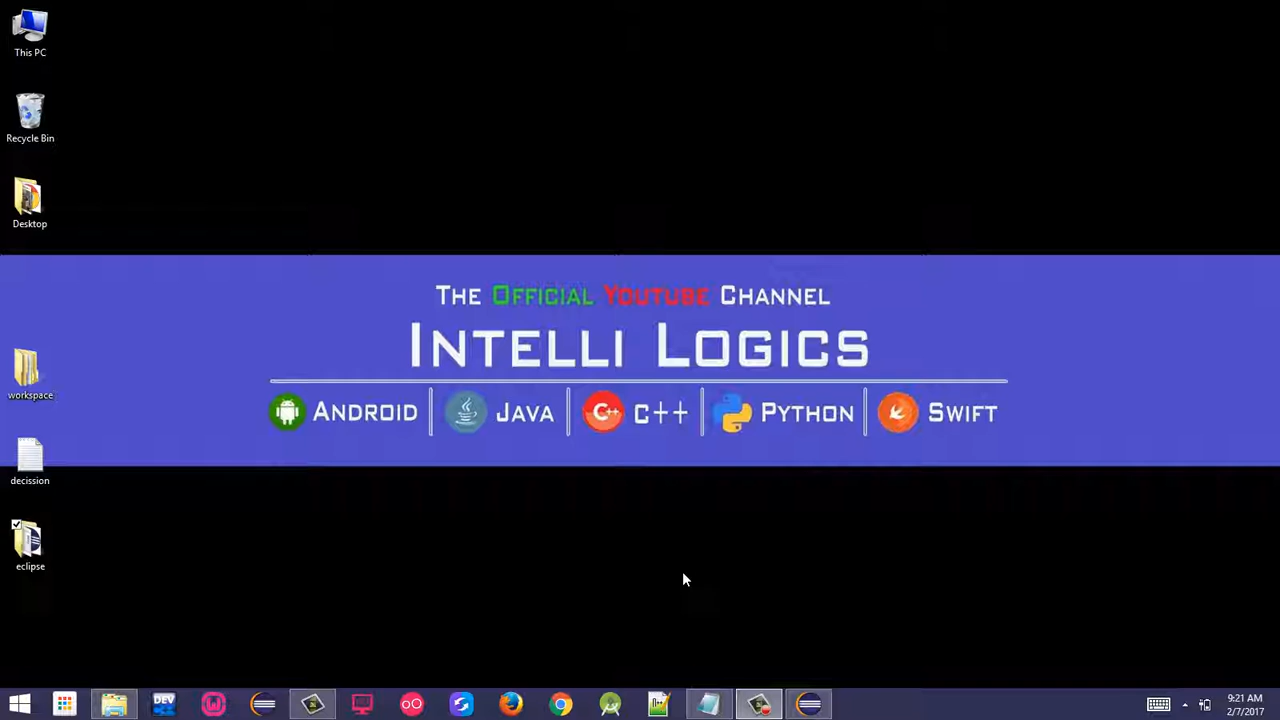 This PC
Recycle Bin
Desktop
The Official Youtube Channel
Intelli Logics
Android Java C++ C++ Python Swift
workspace
decission
eclipse
DEV
N++
9:21 AM
2/7/2017